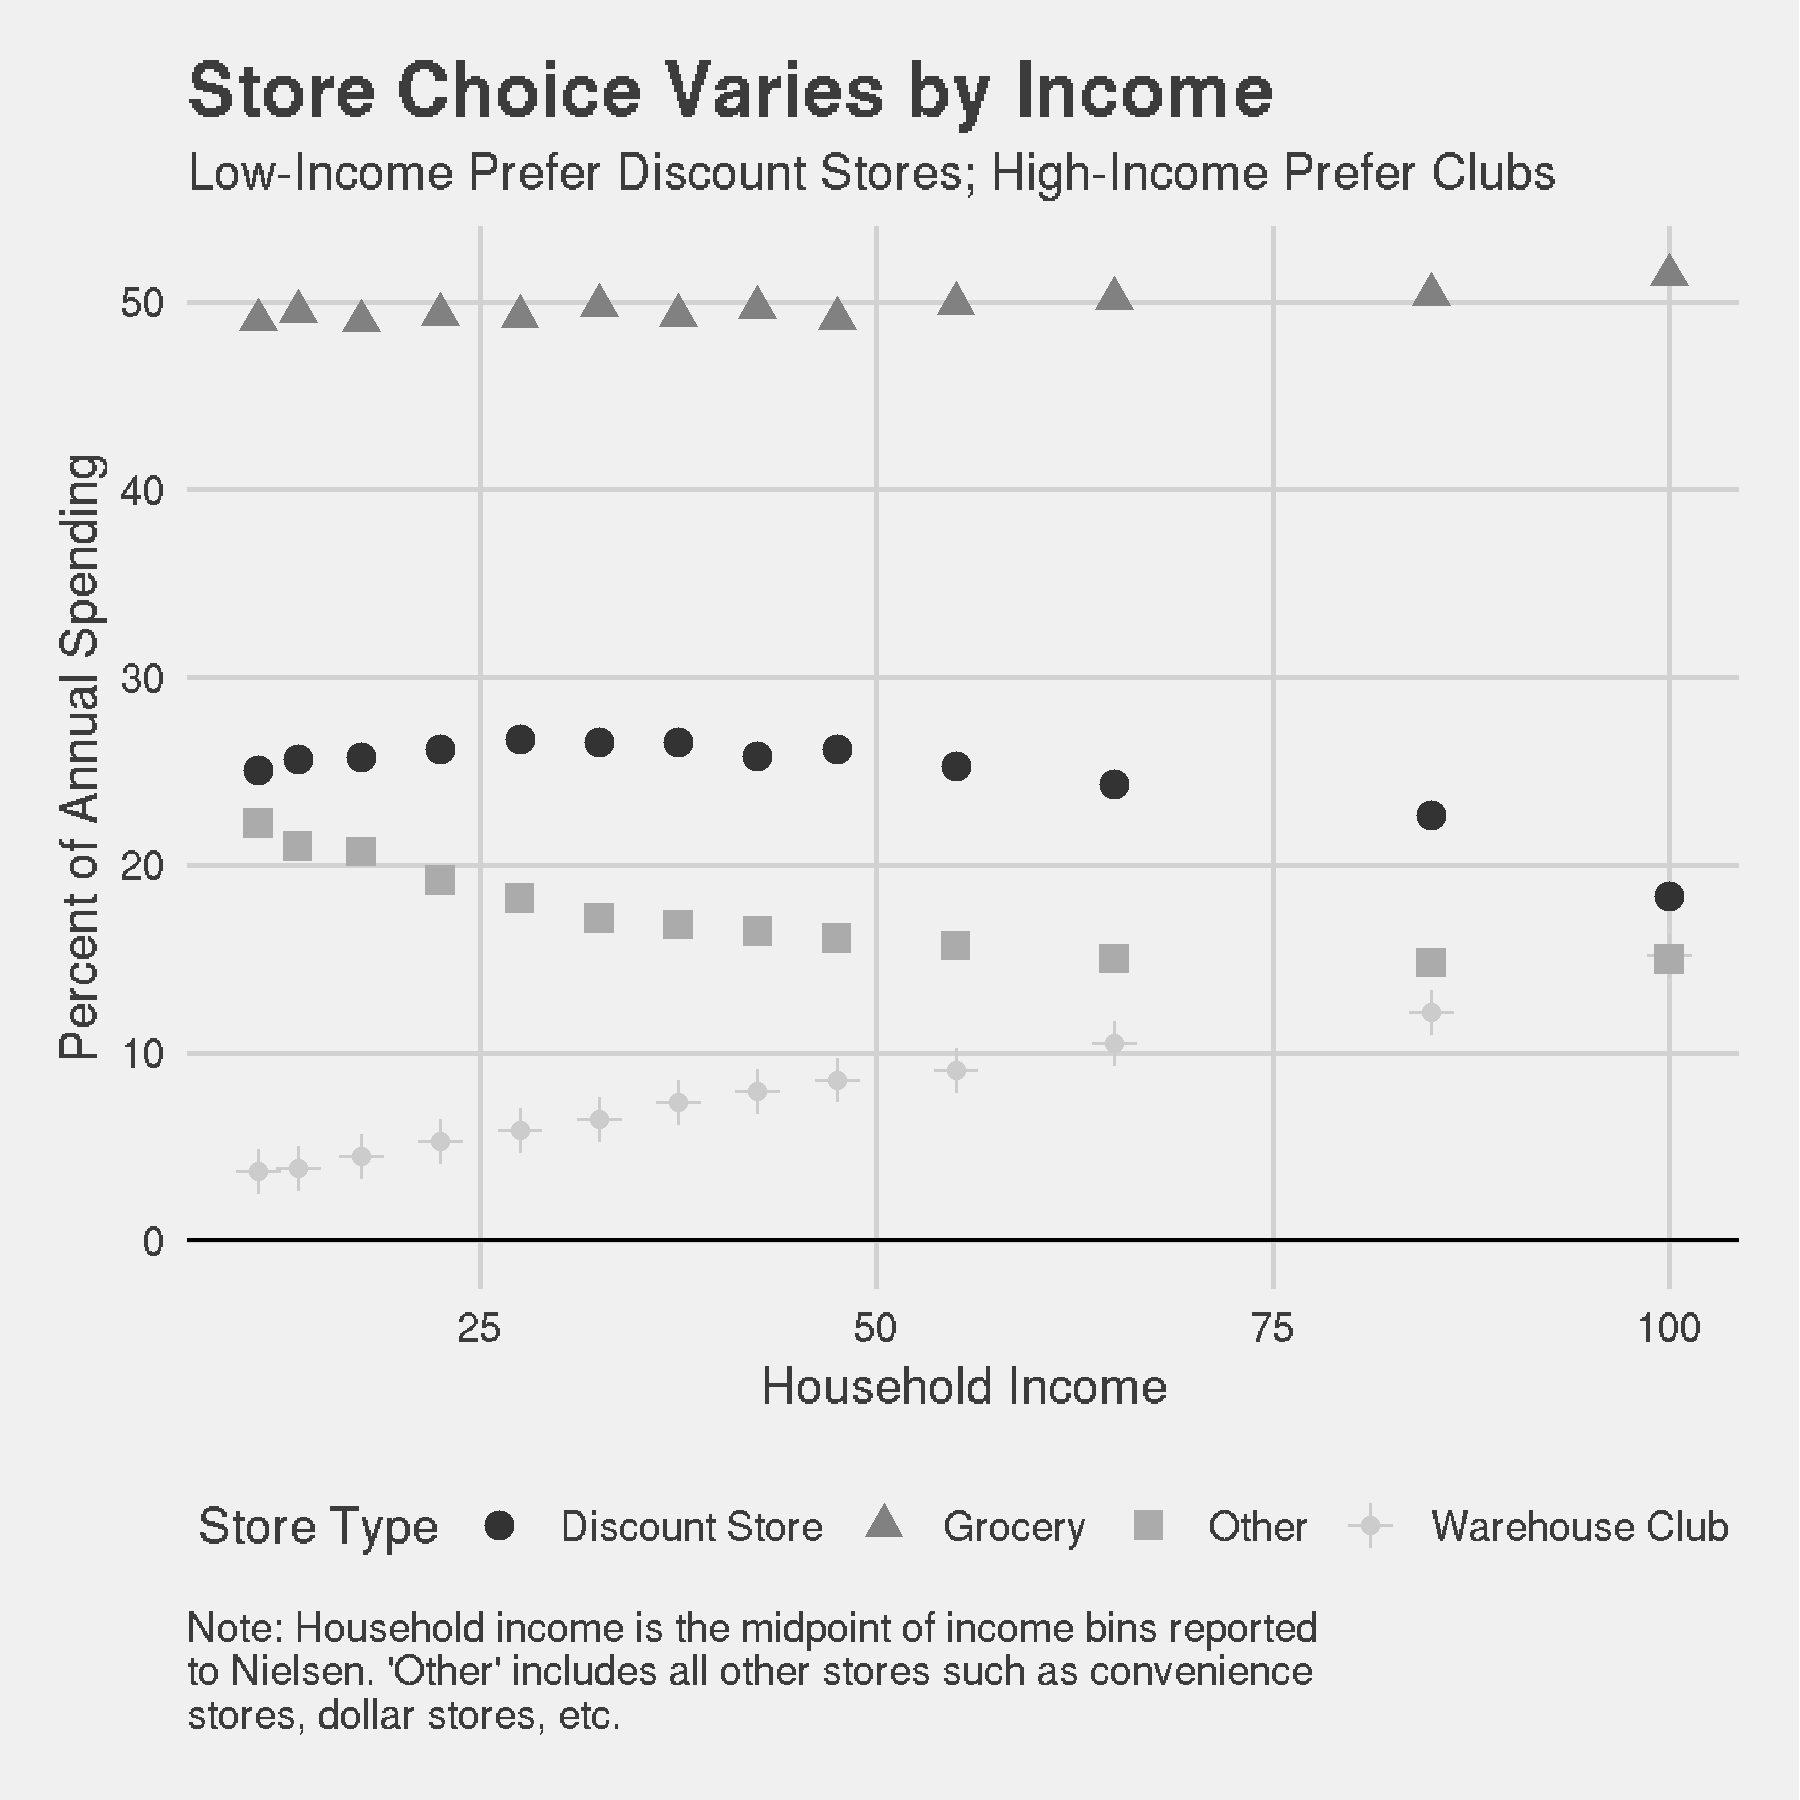 Store Choice Varies by Income
Low-Income Prefer Discount Stores; High-Income Prefer Clubs
Percent of Annual Spending
50
40
30
20
10
0
25 50 75 100
Household Income
Store Type Discount Store Grocery Other Warehouse Club
Note: Household income is the midpoint of income bins reported
to Nielsen. 'Other' includes all other stores such as convenience
stores, dollar stores, etc.